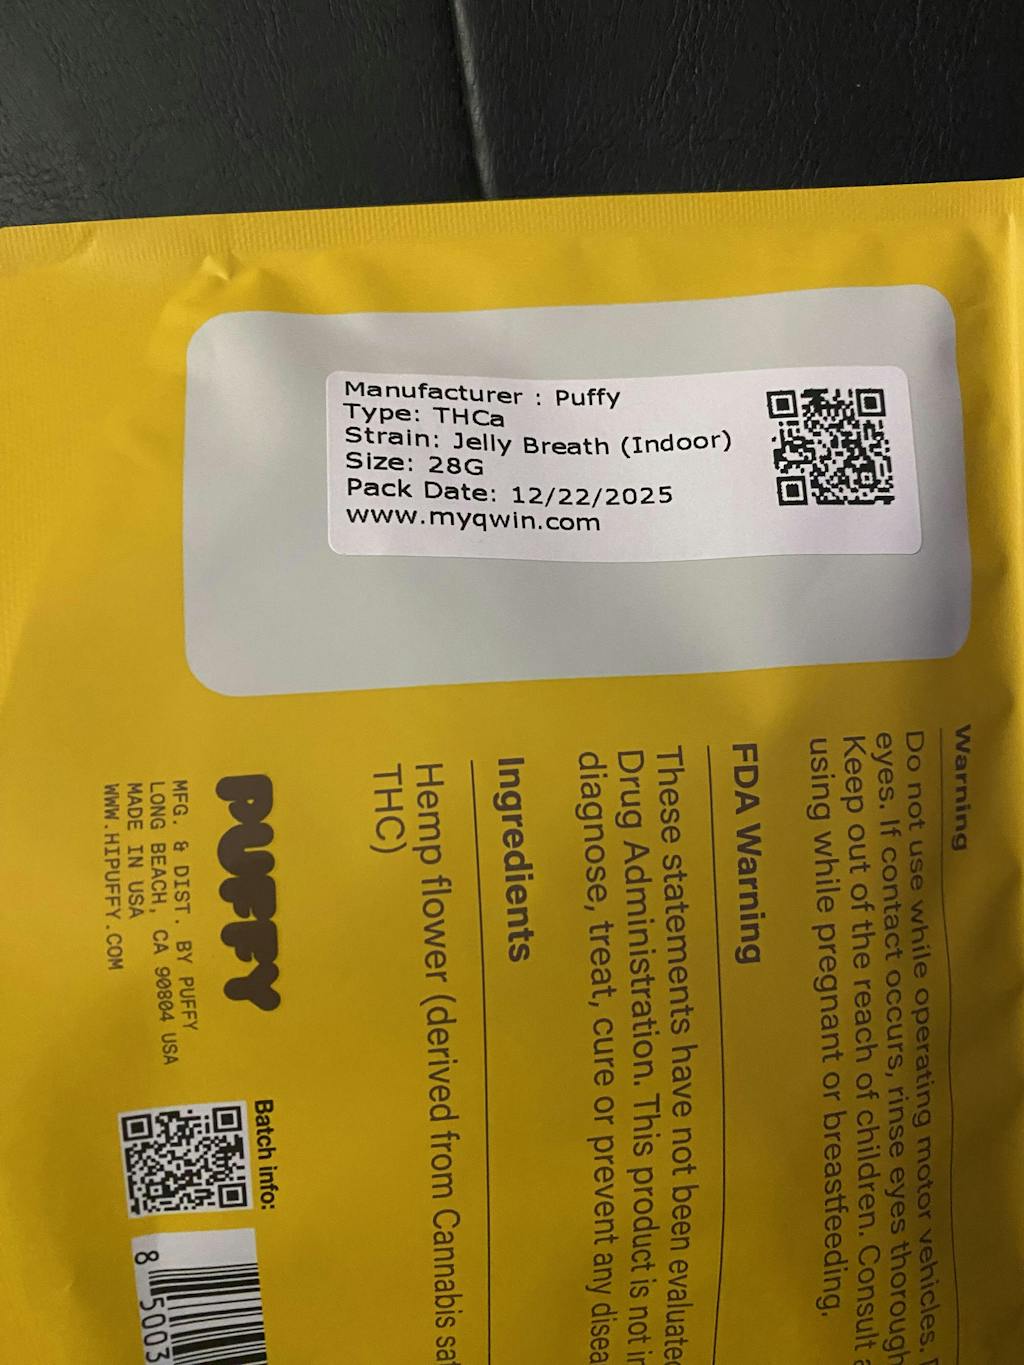 Manufacturer : Puffy
Type: THCa
Strain: Jelly Breath (Indoor)
Size: 28G
Pack Date: 12/22/2025
www.myqwin.com
Warning
Do not use while operating motor vehicles.
eyes. If contact occurs, rinse eyes thorough
Keep out of the reach of children. Consult a
using while pregnant or breastfeeding.
FDA Warning
These statements have not been evaluated
Drug Administration. This product is not in
diagnose, treat, cure or prevent any disea
Ingredients
Hemp flower (derived from Cannabis sat
THC)
PUFFY
MFG. & DIST. BY PUFFY
LONG BEACH, CA 90804 USA
MADE IN USA
WWW.HIPUFFY.COM
Batch info:
8 5003